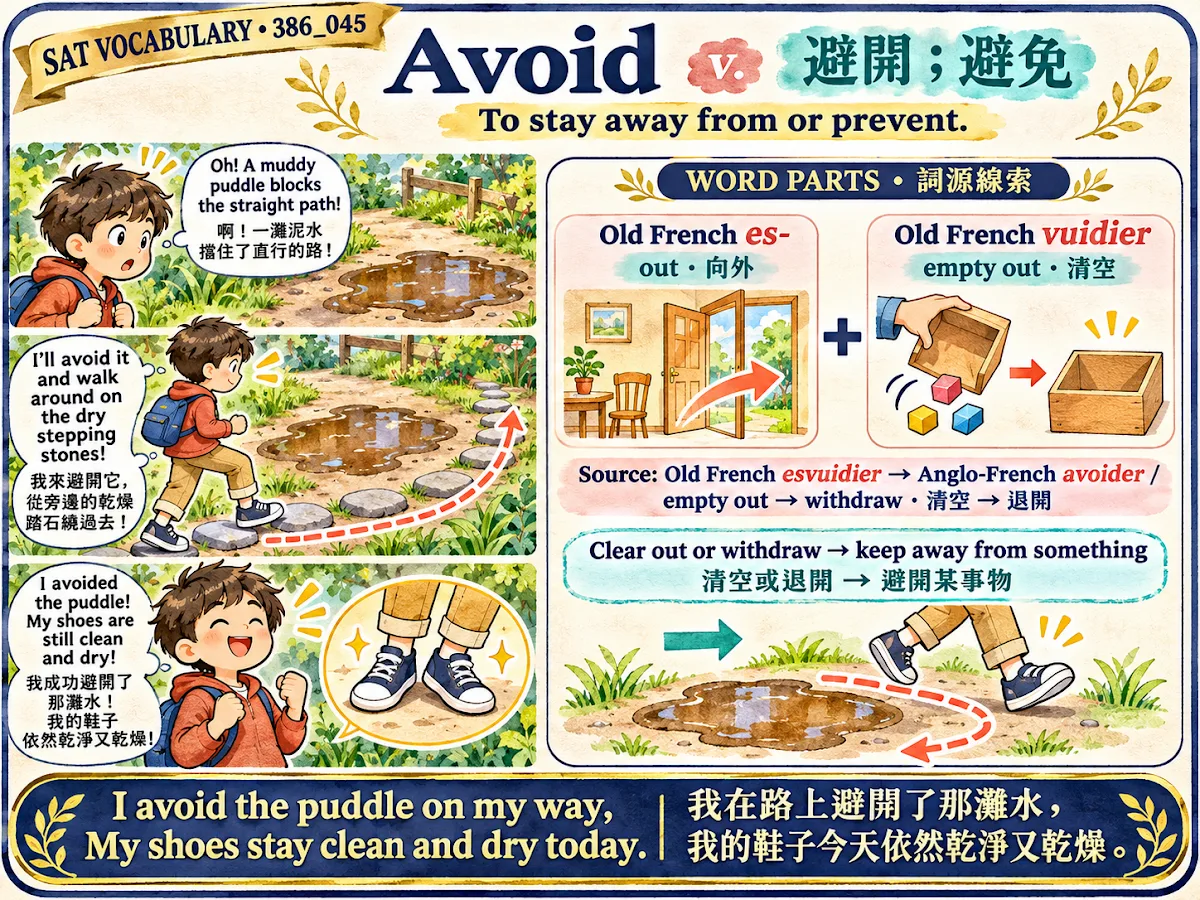 SAT VOCABULARY • 386_045
Avoid
v.
避開；避免
To stay away from or prevent.
Oh! A muddy
puddle blocks
the straight path!
啊！一灘泥水
擋住了直行的路！
I'll avoid it
and walk
around on
the dry
stepping
stones!
我來避開它，
從旁邊的乾燥
踏石繞過去！
I avoided
the puddle!
My shoes are
still clean
and dry!
我成功避開了
那灘水！
我的鞋子
依然乾淨又乾燥！
WORD PARTS • 詞源線索
Old French es-
out · 向外
+
Old French vuidier
empty out · 清空
Source: Old French esvuidier → Anglo-French avoider /
empty out → withdraw · 清空 → 退開
Clear out or withdraw → keep away from something
清空或退開 → 避開某事物
I avoid the puddle on my way,
My shoes stay clean and dry today.
我在路上避開了那灘水，
我的鞋子今天依然乾淨又乾燥。